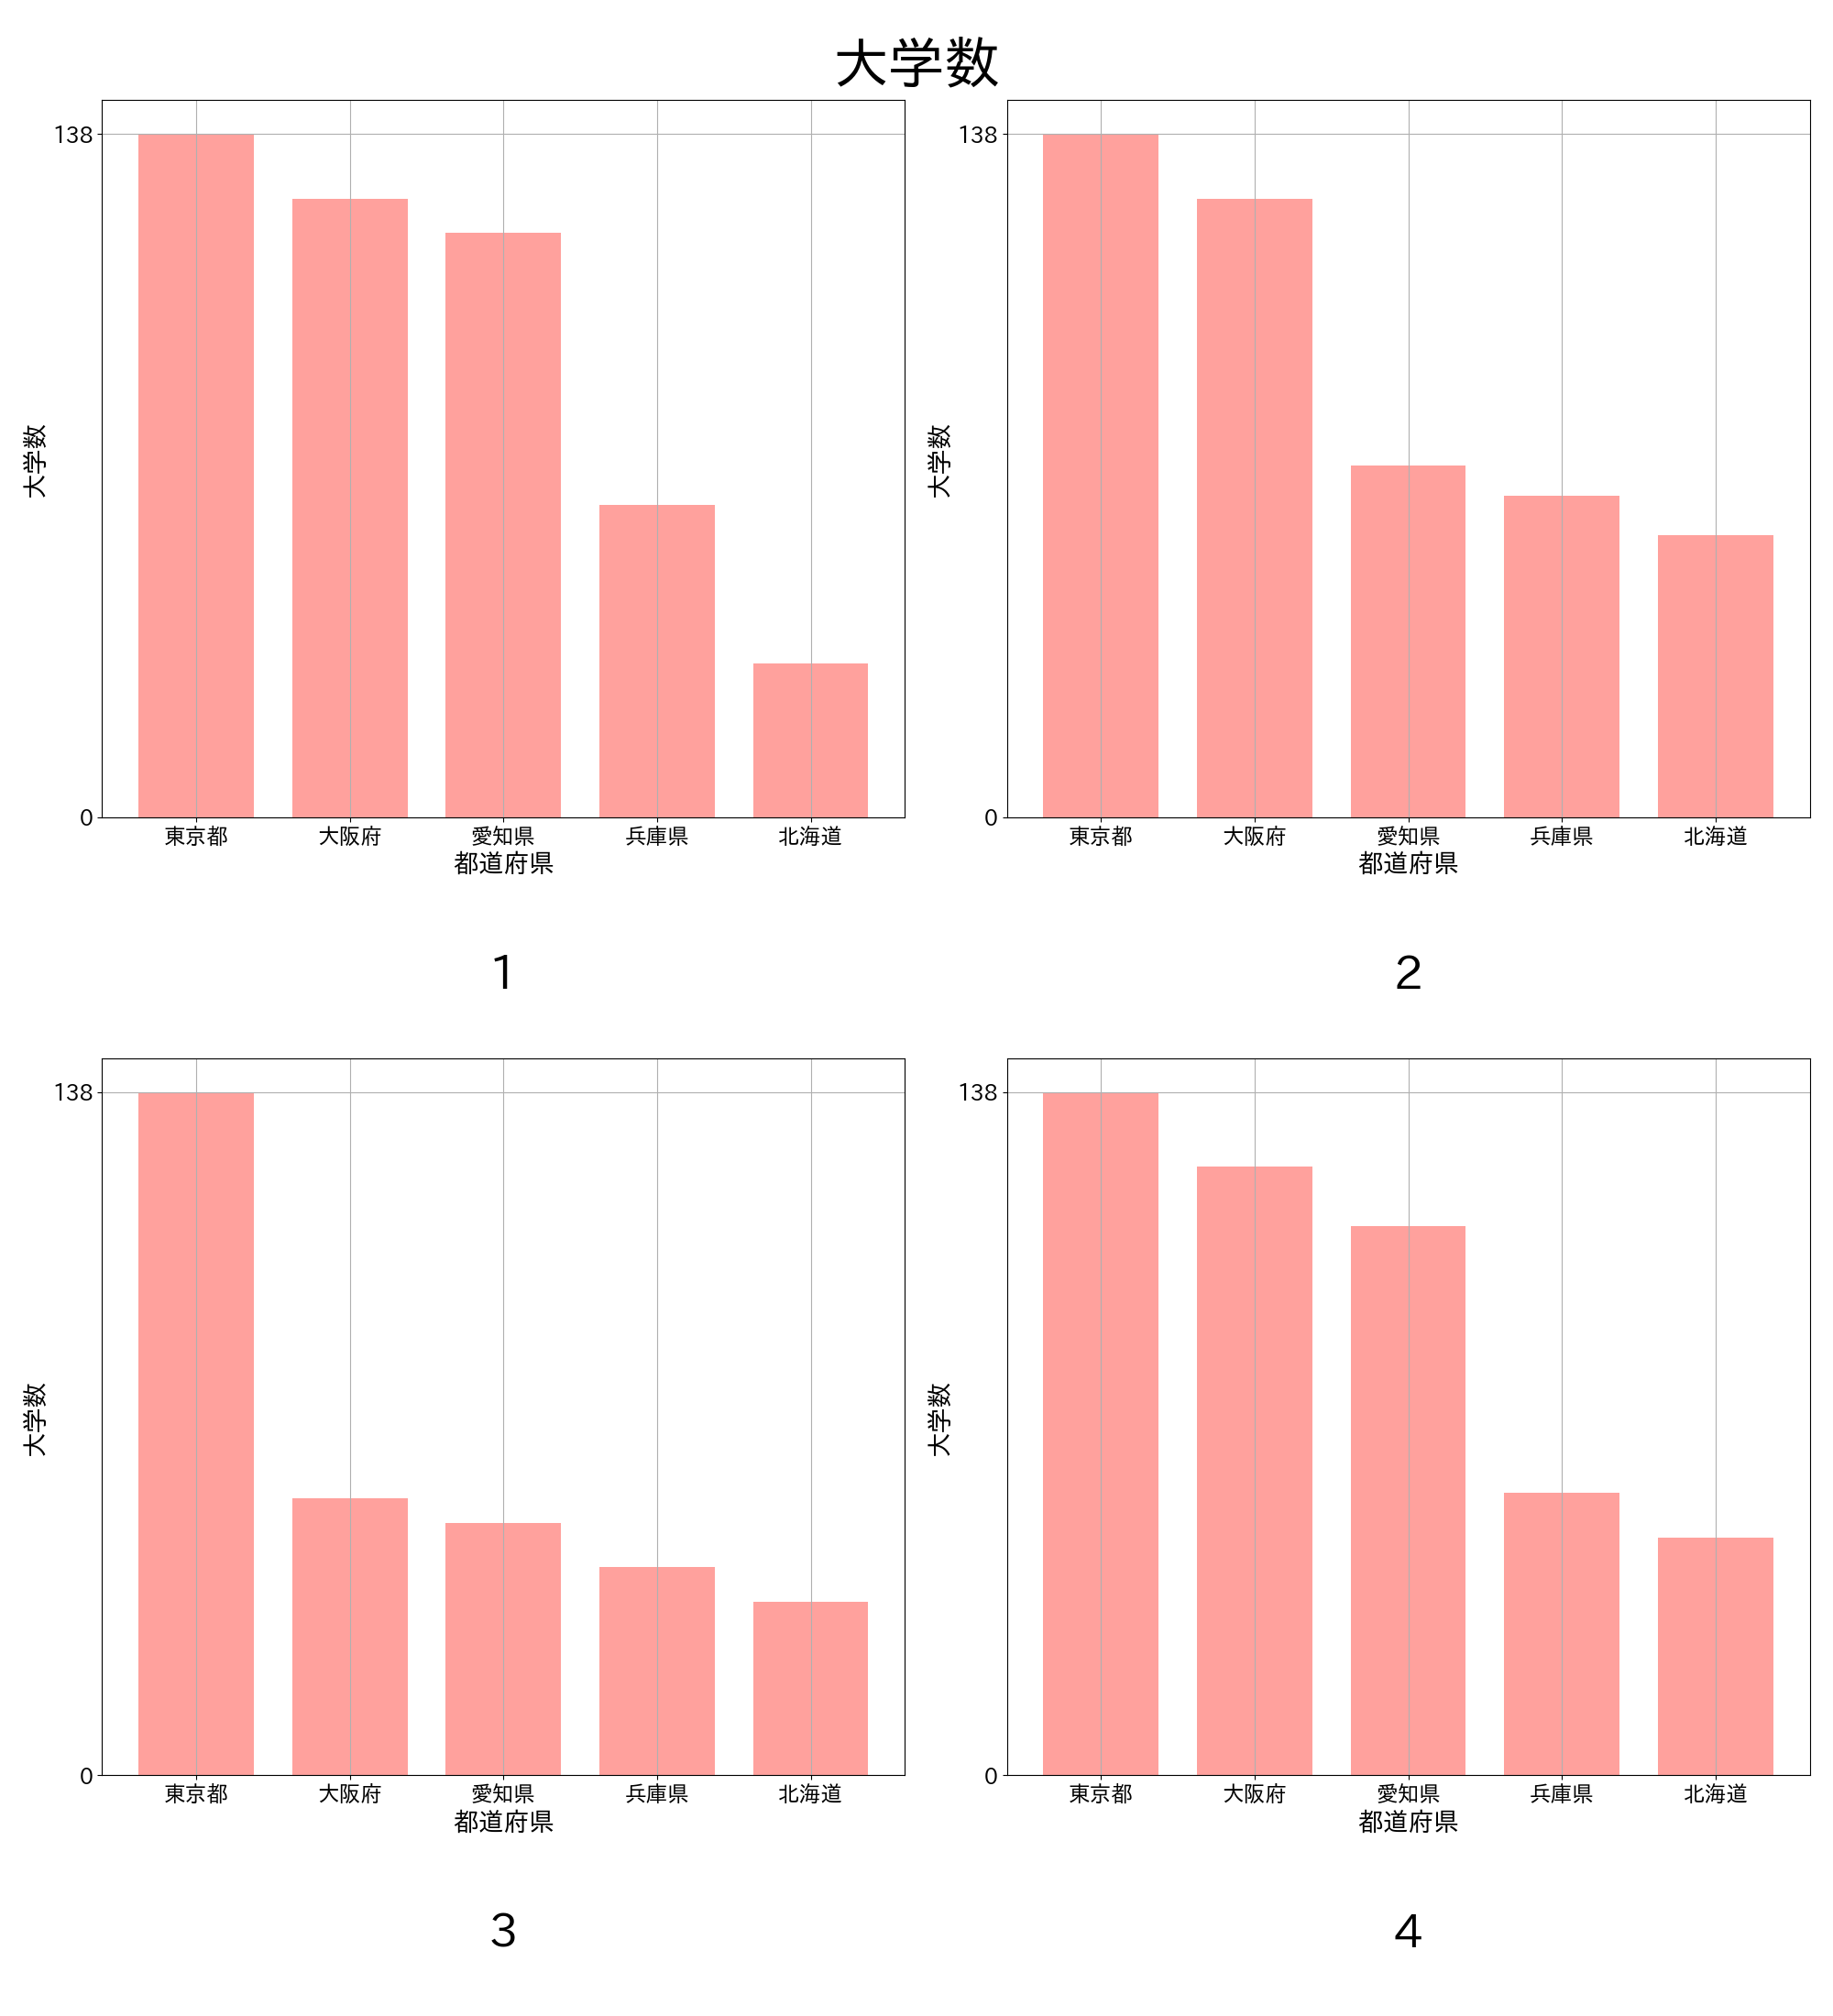 大学数
138
0
大学数
東京都 大阪府 愛知県 兵庫県 北海道
都道府県
1
138
0
大学数
東京都 大阪府 愛知県 兵庫県 北海道
都道府県
2
138
0
大学数
東京都 大阪府 愛知県 兵庫県 北海道
都道府県
3
138
0
大学数
東京都 大阪府 愛知県 兵庫県 北海道
都道府県
4